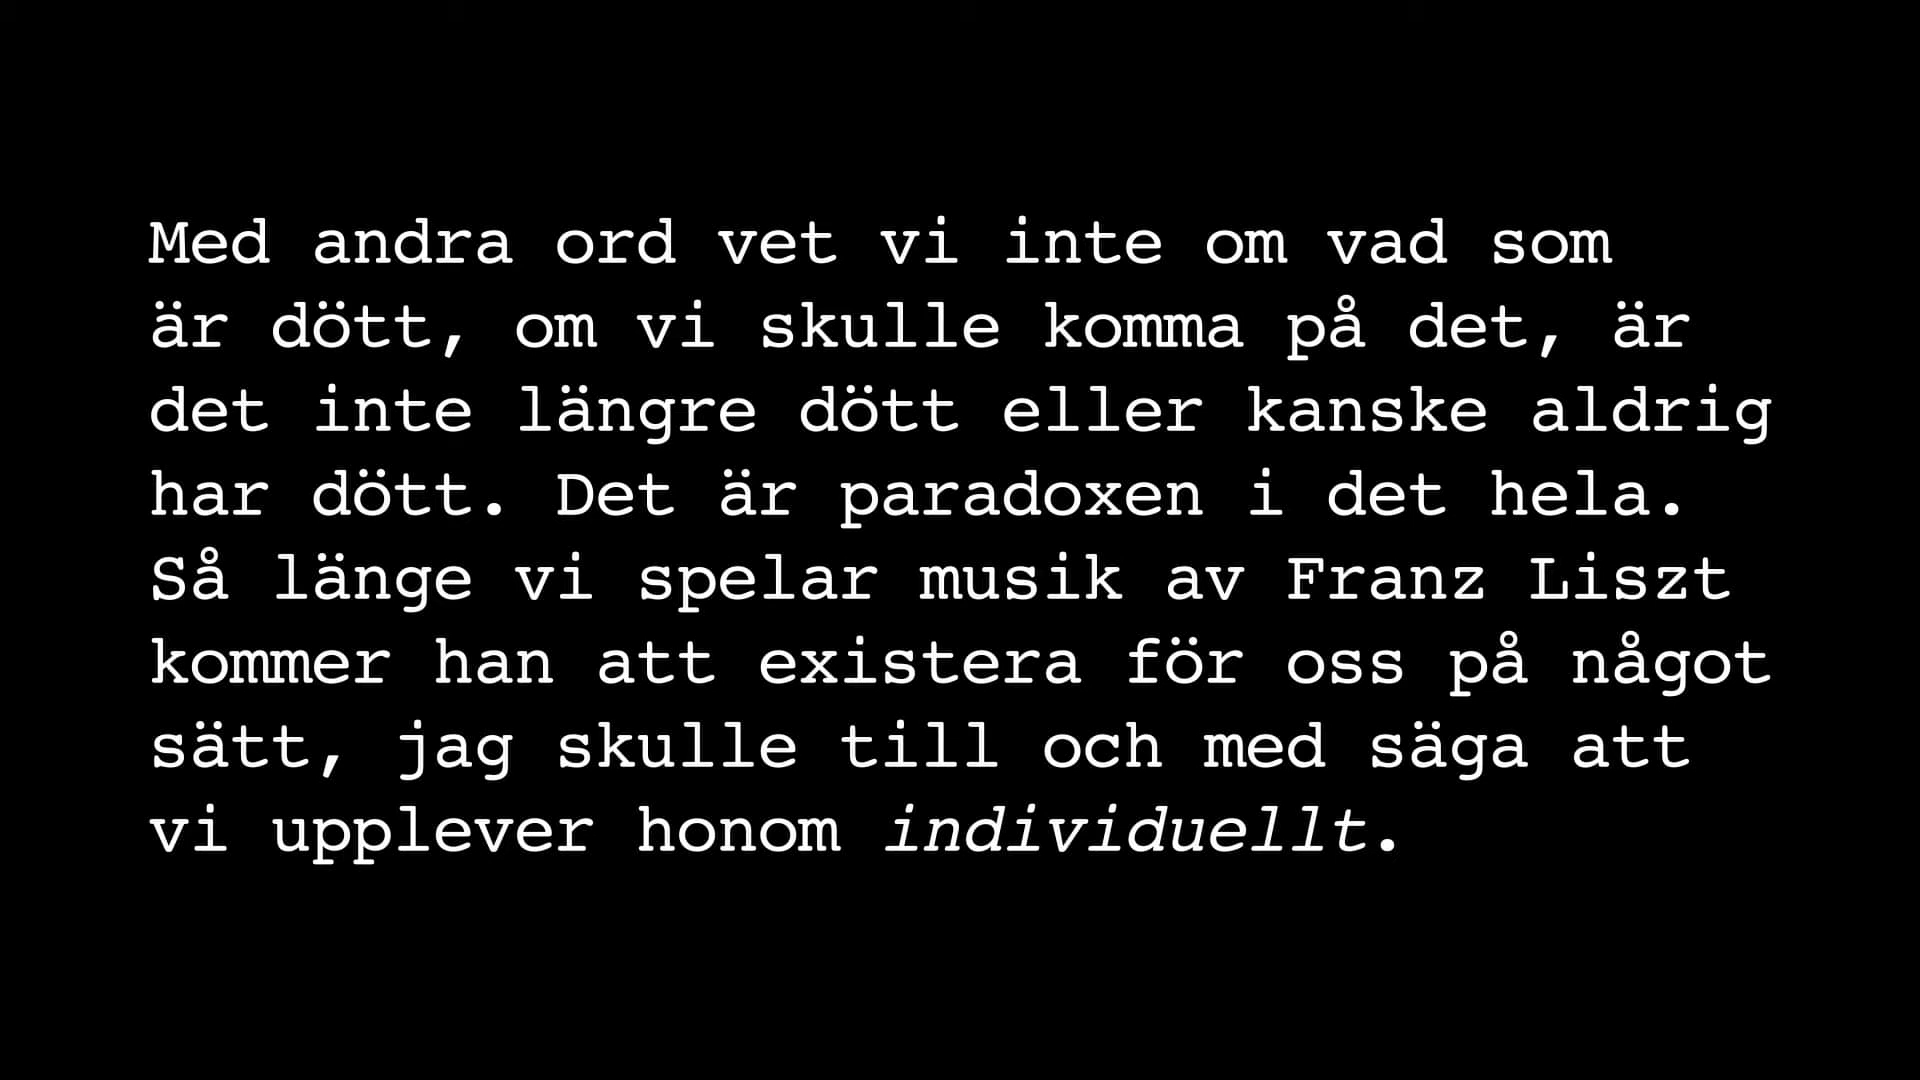 Med andra ord vet vi inte om vad som
är dött, om vi skulle komma på det, är
det inte längre dött eller kanske aldrig
har dött. Det är paradoxen i det hela.
Så länge vi spelar musik av Franz Liszt
kommer han att existera för oss på något
sätt, jag skulle till och med säga att
vi upplever honom individuellt.